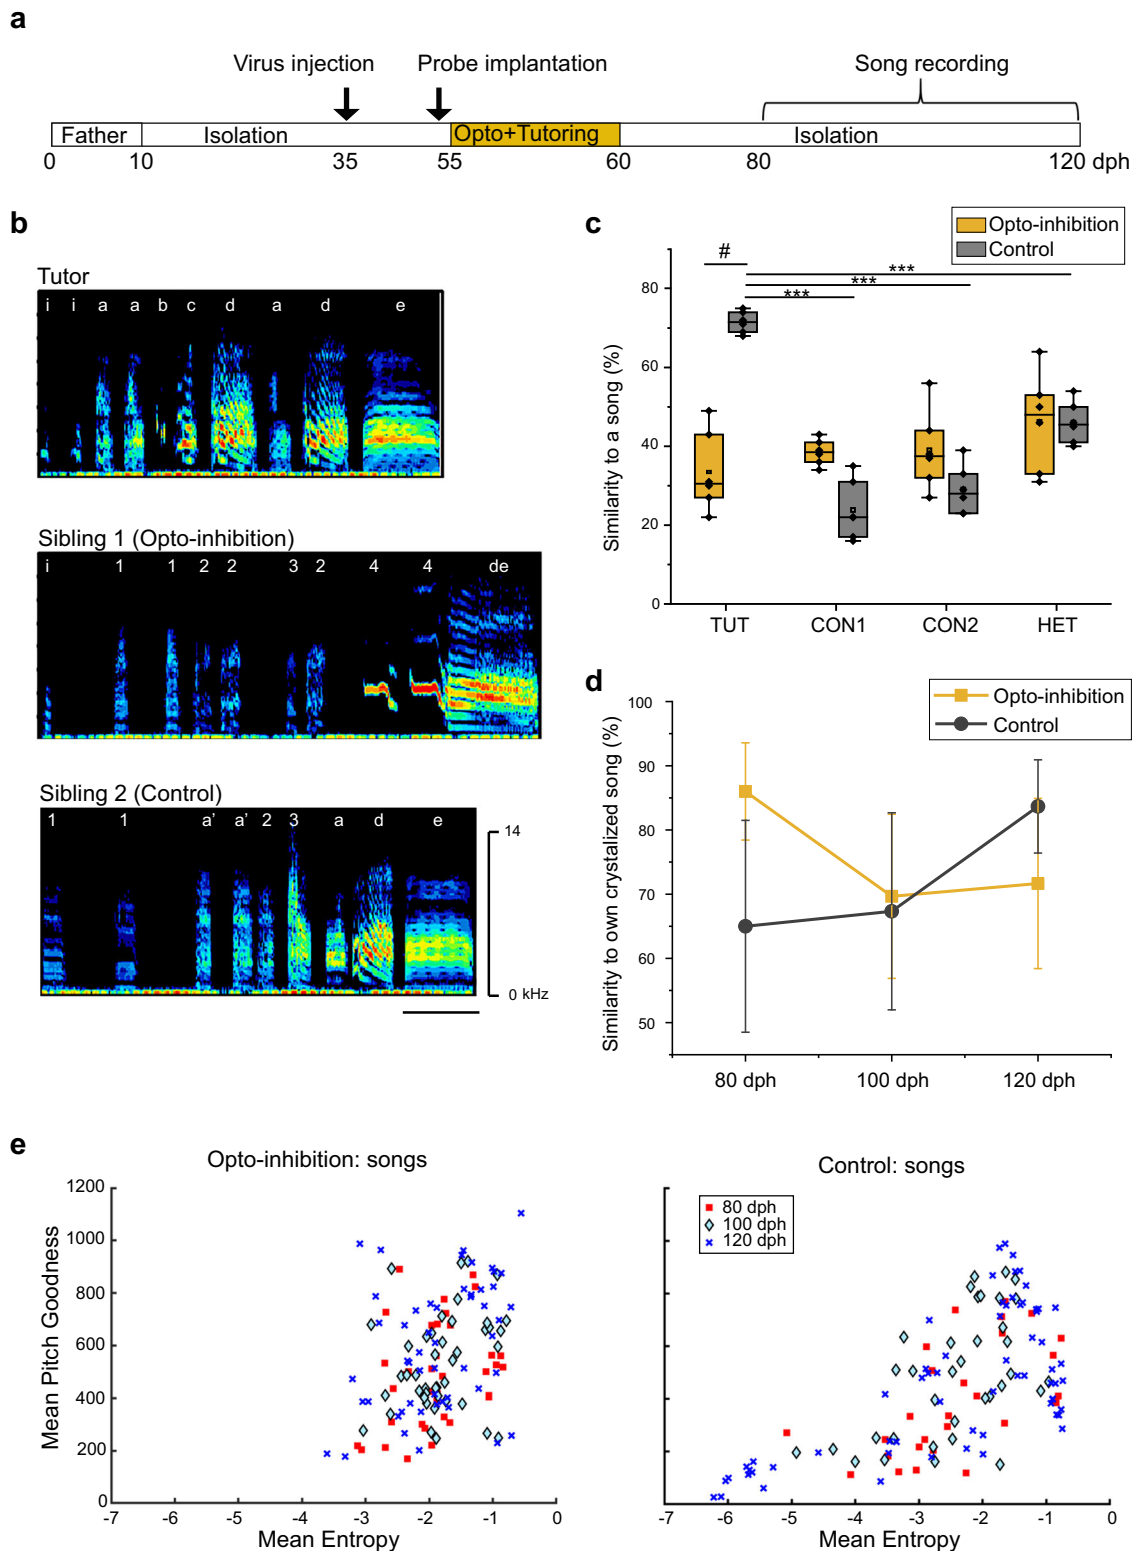 a
Virus injection
Probe implantation
Song recording
Father
Isolation
Opto+Tutoring
Isolation
0 10 35 55 60 80 120 dph
b
Tutor
i i a a b c d a d e
Sibling 1 (Opto-inhibition)
i 1 1 2 2 3 2 4 4 de
Sibling 2 (Control)
1 1 a' a' 2 3 a d e
14
0 kHz
c
Opto-inhibition
Control
#
***
***
***
Similarity to a song (%)
80
60
40
20
0
TUT CON1 CON2 HET
d
Opto-inhibition
Control
Similarity to own crystalized song (%)
100
90
80
70
60
50
80 dph 100 dph 120 dph
e
Opto-inhibition: songs
Mean Pitch Goodness
1200
1000
800
600
400
200
0
-7 -6 -5 -4 -3 -2 -1 0
Mean Entropy
Control: songs
80 dph
100 dph
120 dph
-7 -6 -5 -4 -3 -2 -1 0
Mean Entropy